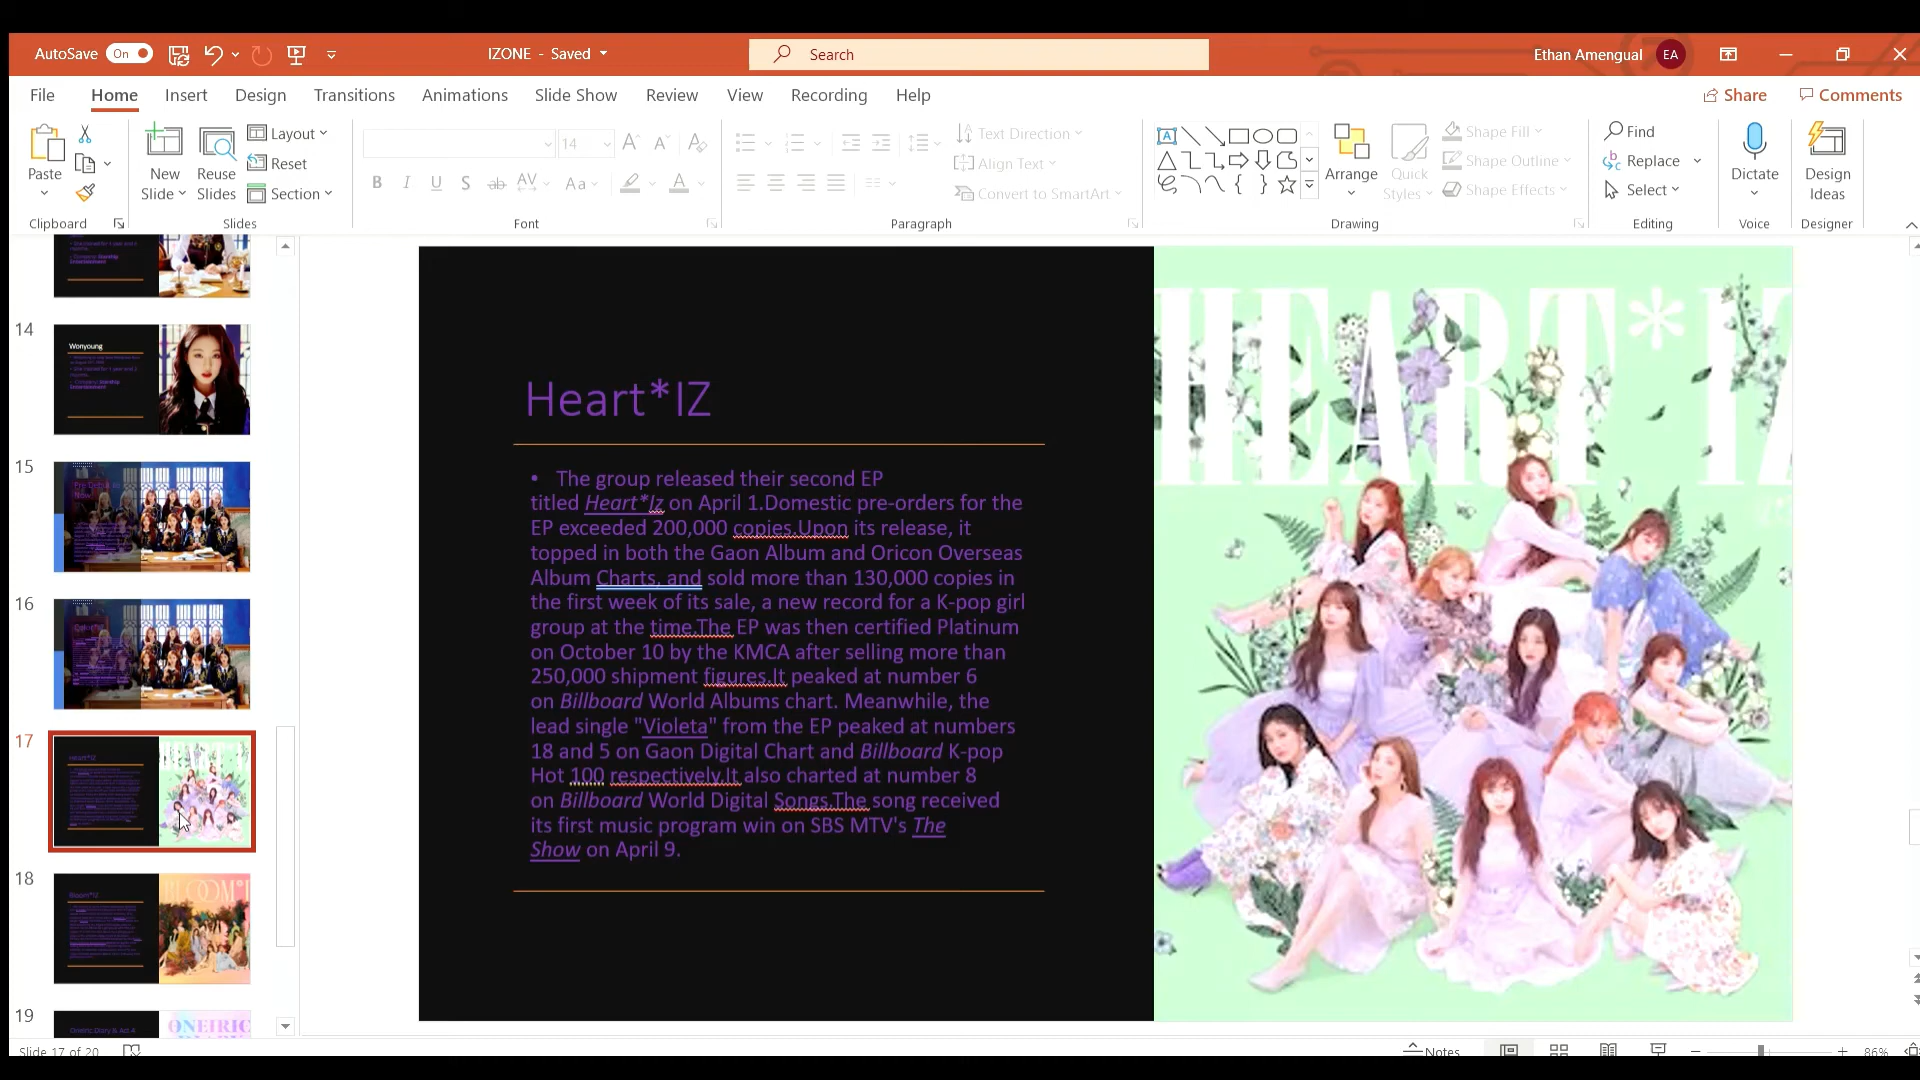 AutoSave On IZONE - Saved Search Ethan Amengual EA
File Home Insert Design Transitions Animations Slide Show Review View Recording Help Share Comments
Paste New Slide Reuse Slides Layout Reset Section
14 B I U S ab AV Aa A
Text Direction Align Text Convert to SmartArt
Arrange Quick Styles Shape Fill Shape Outline Shape Effects
Find Replace Select Dictate Design Ideas
Clipboard Slides Font Paragraph Drawing Editing Voice Designer
14
Wonyoung
15
16
17
18
19
Heart*IZ
• The group released their second EP
titled Heart*Iz on April 1.Domestic pre-orders for the
EP exceeded 200,000 copies.Upon its release, it
topped in both the Gaon Album and Oricon Overseas
Album Charts, and sold more than 130,000 copies in
the first week of its sale, a new record for a K-pop girl
group at the time.The EP was then certified Platinum
on October 10 by the KMCA after selling more than
250,000 shipment figures.It peaked at number 6
on Billboard World Albums chart. Meanwhile, the
lead single "Violeta" from the EP peaked at numbers
18 and 5 on Gaon Digital Chart and Billboard K-pop
Hot 100 respectively.It also charted at number 8
on Billboard World Digital Songs.The song received
its first music program win on SBS MTV's The
Show on April 9.
HEART*IZ
Slide 17 of 20 Notes 86%